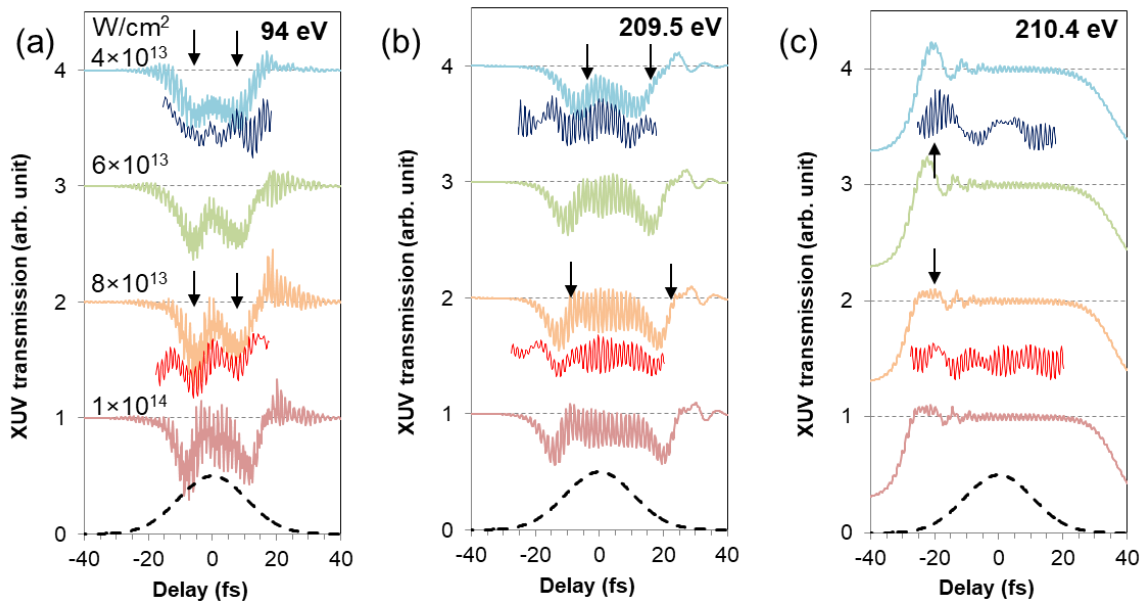 (a)
W/cm²
94 eV
4×10¹³
6×10¹³
8×10¹³
1×10¹⁴
XUV transmission (arb. unit)
4
3
2
1
0
-40 -20 0 20 40
Delay (fs)
(b)
209.5 eV
XUV transmission (arb. unit)
4
3
2
1
0
-40 -20 0 20 40
Delay (fs)
(c)
210.4 eV
XUV transmission (arb. unit)
4
3
2
1
0
-40 -20 0 20 40
Delay (fs)